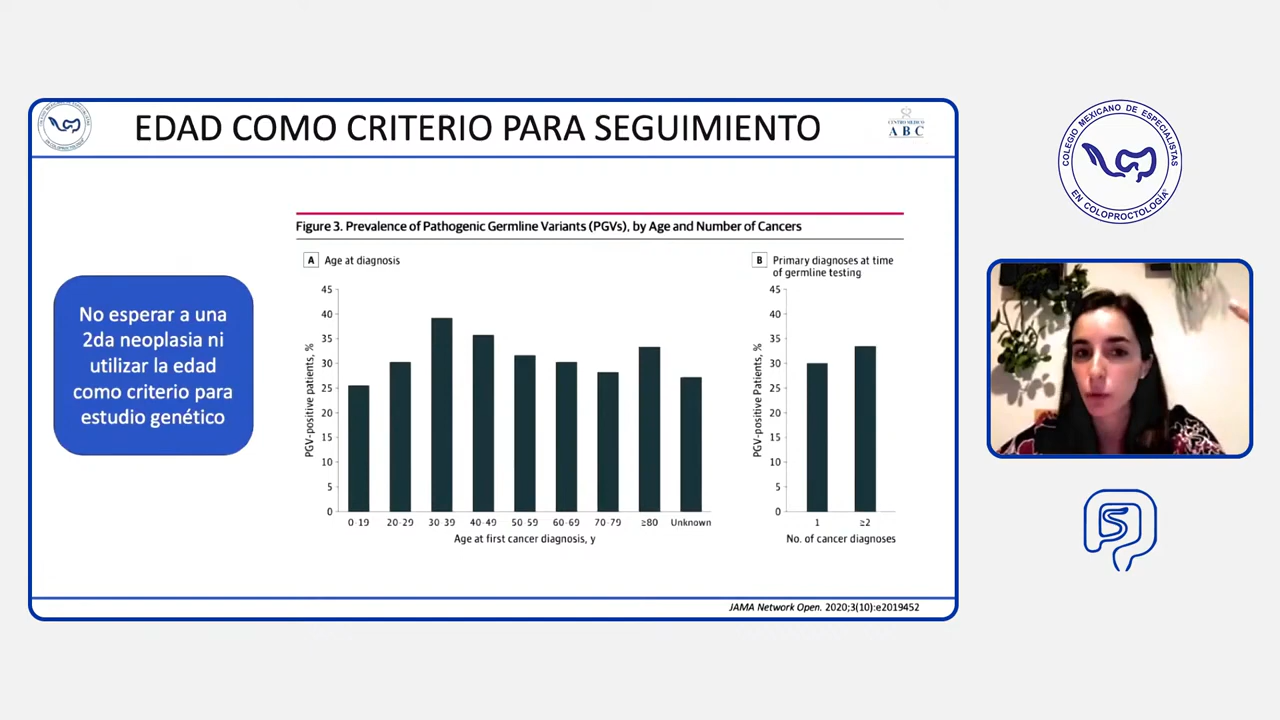 EDAD COMO CRITERIO PARA SEGUIMIENTO
CENTRO MÉDICO
ABC
COLEGIO MEXICANO DE ESPECIALISTAS
EN COLOPROCTOLOGÍA
No esperar a una
2da neoplasia ni
utilizar la edad
como criterio para
estudio genético
Figure 3. Prevalence of Pathogenic Germline Variants (PGVs), by Age and Number of Cancers
A Age at diagnosis
45
40
35
30
25
20
15
10
5
0
PGV-positive patients, %
0-19 20-29 30-39 40-49 50-59 60-69 70-79 ≥80 Unknown
Age at first cancer diagnosis, y
B Primary diagnoses at time
of germline testing
45
40
35
30
25
20
15
10
5
0
PGV-positive Patients, %
1 ≥2
No. of cancer diagnoses
JAMA Network Open. 2020;3(10):e2019452